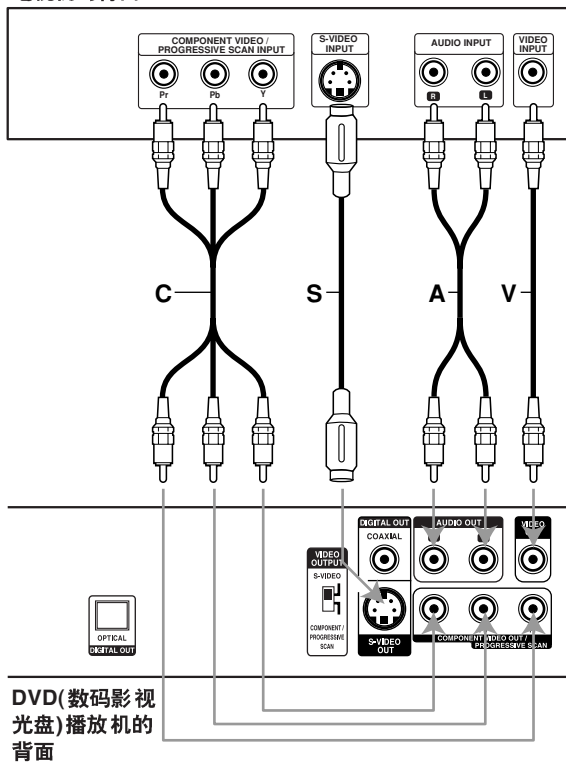 COMPONENT VIDEO /
PROGRESSIVE SCAN INPUT
Pr
Pb
Y
S-VIDEO
INPUT
AUDIO INPUT
R
L
VIDEO
INPUT
C
S
A
V
OPTICAL
DIGITAL OUT
VIDEO
OUTPUT
S-VIDEO
COMPONENT /
PROGRESSIVE
SCAN
DIGITAL OUT
COAXIAL
S-VIDEO
OUT
AUDIO OUT
VIDEO
COMPONENT VIDEO OUT /
PROGRESSIVE SCAN
DVD(数码影视
光盘)播放机的
背面